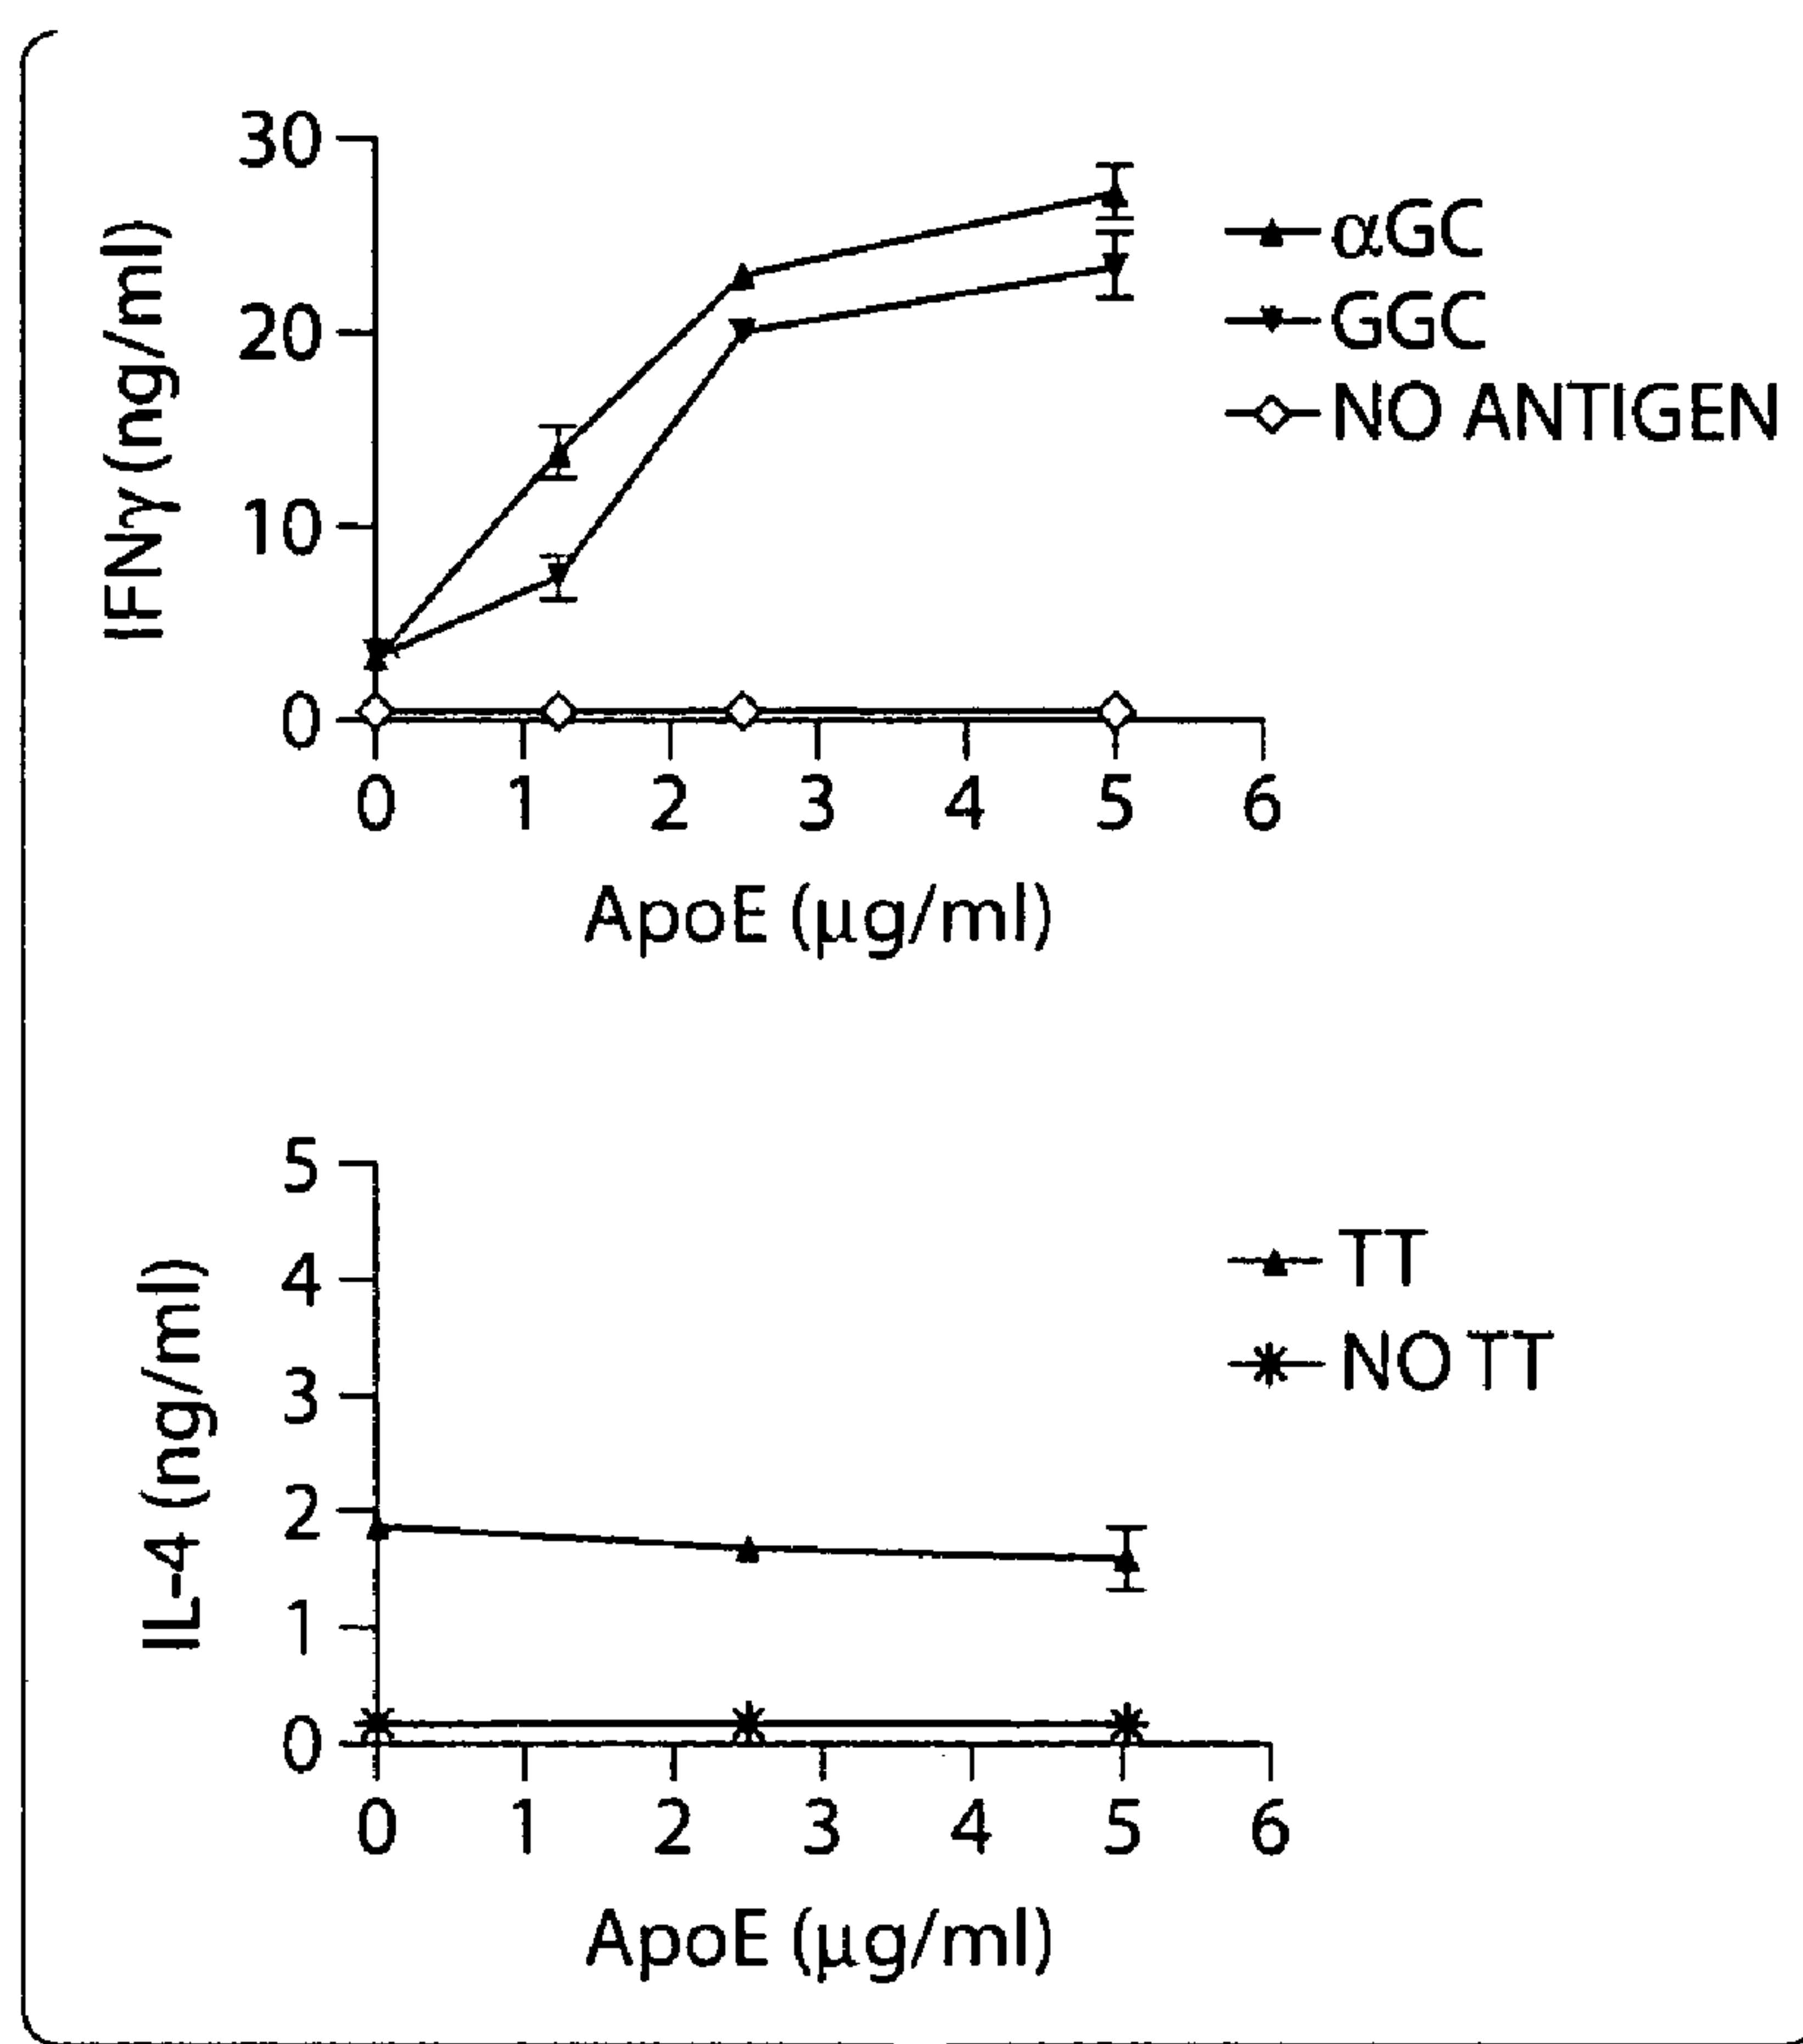 30
20
10
0
IFNγ (ng/ml)
αGC
GGC
NO ANTIGEN
0 1 2 3 4 5 6
ApoE (μg/ml)
5
4
3
2
1
0
IL-4 (ng/ml)
TT
NO TT
0 1 2 3 4 5 6
ApoE (μg/ml)